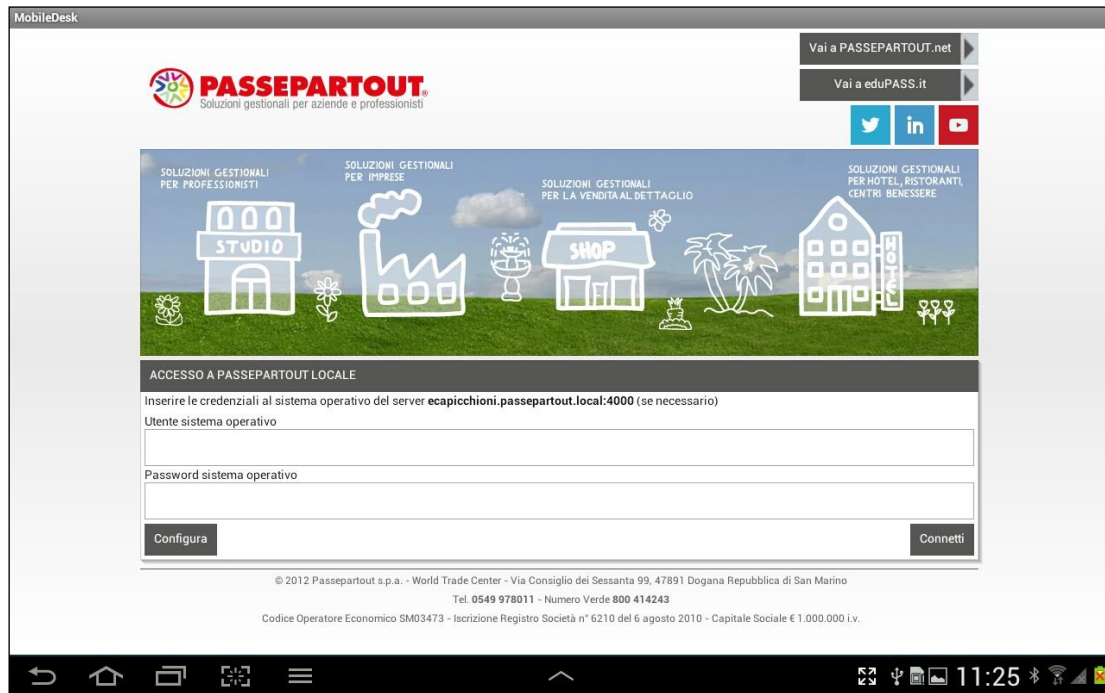 MobileDesk
Vai a PASSEPARTOUT.net
Vai a eduPASS.it
PASSEPARTOUT®
Soluzioni gestionali per aziende e professionisti
in
SOLUZIONI GESTIONALI
PER PROFESSIONISTI
SOLUZIONI GESTIONALI
PER IMPRESE
SOLUZIONI GESTIONALI
PER LA VENDITA AL DETTAGLIO
SOLUZIONI GESTIONALI
PER HOTEL, RISTORANTI,
CENTRI BENESSERE
STUDIO
SHOP
HOTEL
ACCESSO A PASSEPARTOUT LOCALE
Inserire le credenziali al sistema operativo del server ecapicchioni.passepartout.local:4000 (se necessario)
Utente sistema operativo
Password sistema operativo
Configura
Connetti
© 2012 Passepartout s.p.a. - World Trade Center - Via Consiglio dei Sessanta 99, 47891 Dogana Repubblica di San Marino
Tel. 0549 978011 - Numero Verde 800 414243
Codice Operatore Economico SM03473 - Iscrizione Registro Società n° 6210 del 6 agosto 2010 - Capitale Sociale € 1.000.000 i.v.
11:25